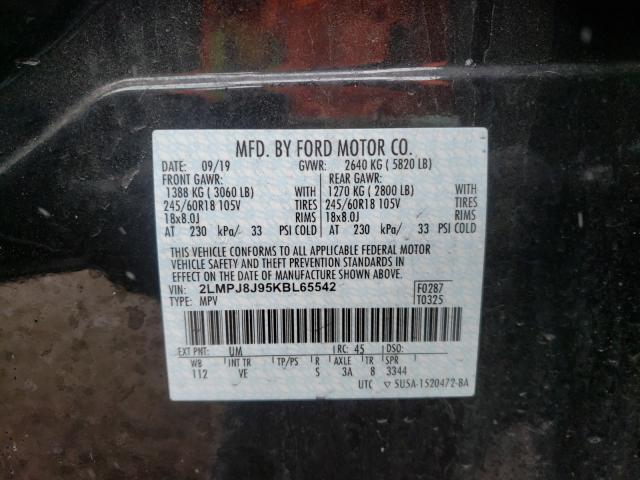 MFD. BY FORD MOTOR CO.
DATE: 09/19 GVWR: 2640 KG ( 5820 LB)
FRONT GAWR: REAR GAWR:
1388 KG ( 3060 LB) WITH 1270 KG ( 2800 LB) WITH
245/60R18 105V TIRES 245/60R18 105V TIRES
18x8.0J RIMS 18x8.0J RIMS
AT 230 kPa/ 33 PSI COLD AT 230 kPa/ 33 PSI COLD
THIS VEHICLE CONFORMS TO ALL APPLICABLE FEDERAL MOTOR
VEHICLE SAFETY AND THEFT PREVENTION STANDARDS IN
EFFECT ON THE DATE OF MANUFACTURE SHOWN ABOVE.
VIN: 2LMPJ8J95KBL65542 F0287
TYPE: MPV T0325
EXT PNT: UM RC: 45 DSO:
WB INT TR TP/PS R AXLE TR SPR
112 VE S 3A 8 3344
UTC 5U5A-1520472-BA